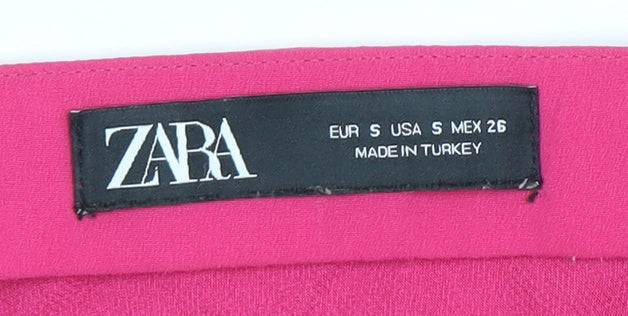 ZARA
EUR S USA S MEX 26
MADE IN TURKEY